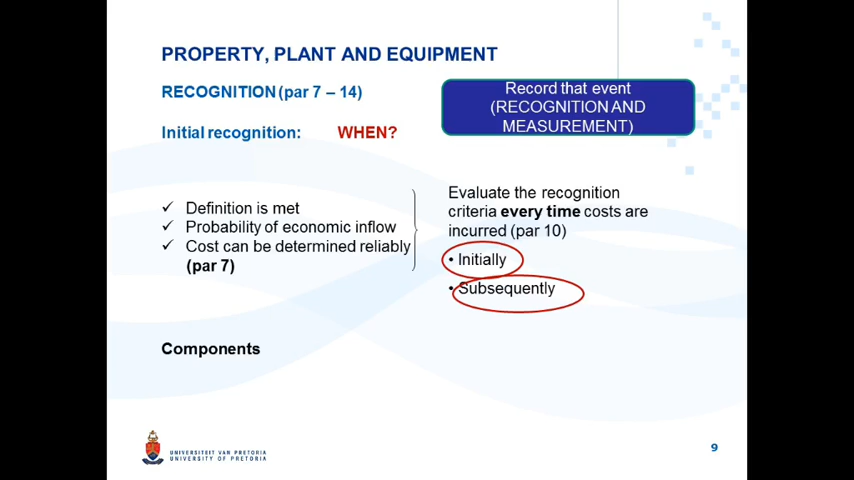 PROPERTY, PLANT AND EQUIPMENT
RECOGNITION (par 7 – 14)
Record that event
(RECOGNITION AND
MEASUREMENT)
Initial recognition: WHEN?
✓ Definition is met
✓ Probability of economic inflow
✓ Cost can be determined reliably
(par 7)
Evaluate the recognition
criteria every time costs are
incurred (par 10)
• Initially
• Subsequently
Components
UNIVERSITEIT VAN PRETORIA
UNIVERSITY OF PRETORIA
9